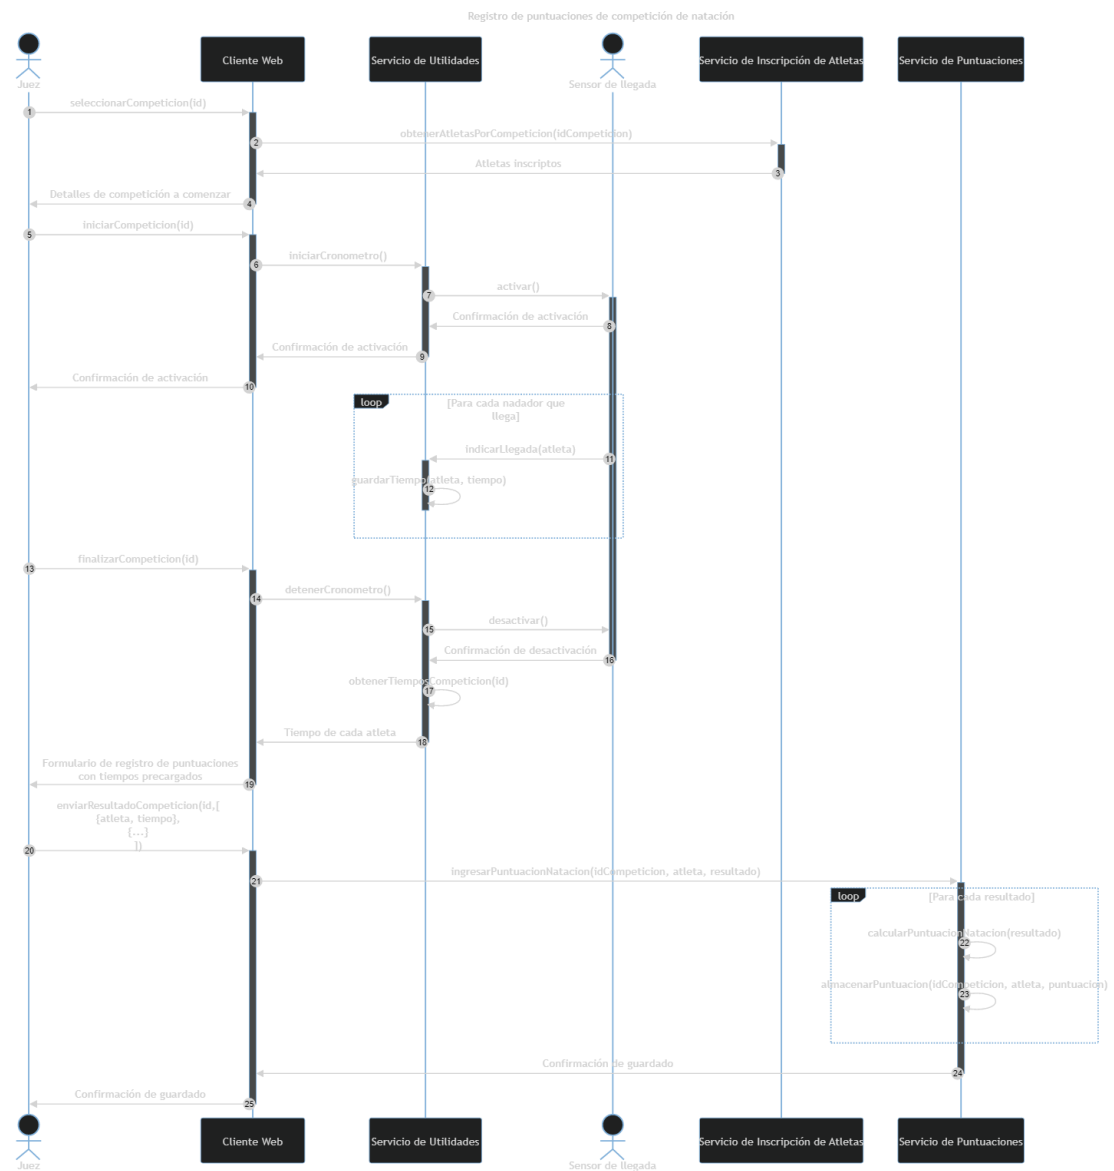 Registro de puntuaciones de competición de natación
Juez
Cliente Web
Servicio de Utilidades
Sensor de llegada
Servicio de Inscripción de Atletas
Servicio de Puntuaciones
1 seleccionarCompeticion(id)
2 obtenerAtletasPorCompeticion(idCompeticion)
3 Atletas inscriptos
4 Detalles de competición a comenzar
5 iniciarCompeticion(id)
6 iniciarCronometro()
7 activar()
8 Confirmación de activación
9 Confirmación de activación
10 Confirmación de activación
loop
[Para cada nadador que
llega]
11 indicarLlegada(atleta)
12 guardarTiempo(atleta, tiempo)
13 finalizarCompeticion(id)
14 detenerCronometro()
15 desactivar()
16 Confirmación de desactivación
17 obtenerTiemposCompeticion(id)
18 Tiempo de cada atleta
19 Formulario de registro de puntuaciones
con tiempos precargados
20 enviarResultadoCompeticion(id,[
{atleta, tiempo},
{...}
])
21 ingresarPuntuacionNatacion(idCompeticion, atleta, resultado)
loop
[Para cada resultado]
22 calcularPuntuacionNatacion(resultado)
23 almacenarPuntuacion(idCompeticion, atleta, puntuacion)
24 Confirmación de guardado
25 Confirmación de guardado
Juez
Cliente Web
Servicio de Utilidades
Sensor de llegada
Servicio de Inscripción de Atletas
Servicio de Puntuaciones